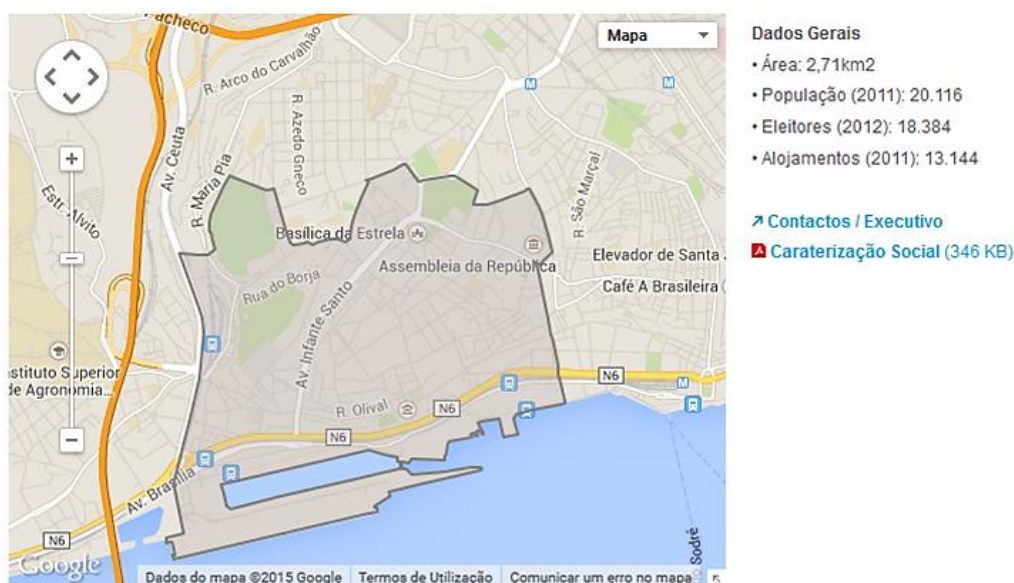 Pacheco
Mapa
R. Arco do Carvalhão
R. Azedo Gneco
Av. Ceuta
R. Maria Pia
Estr. Alvito
R. São Marçal
Basílica da Estrela
Assembleia da República
Elevador de Santa
Café A Brasileira
Rua do Borja
Av. Infante Santo
stituto Superior
de Agronomia...
N6
R. Olival
N6
N6
Av. Brasília
N6
Sodré
Google
Dados do mapa ©2015 Google
Termos de Utilização
Comunicar um erro no mapa
Dados Gerais
• Área: 2,71km2
• População (2011): 20.116
• Eleitores (2012): 18.384
• Alojamentos (2011): 13.144
Contactos / Executivo
Caraterização Social (346 KB)